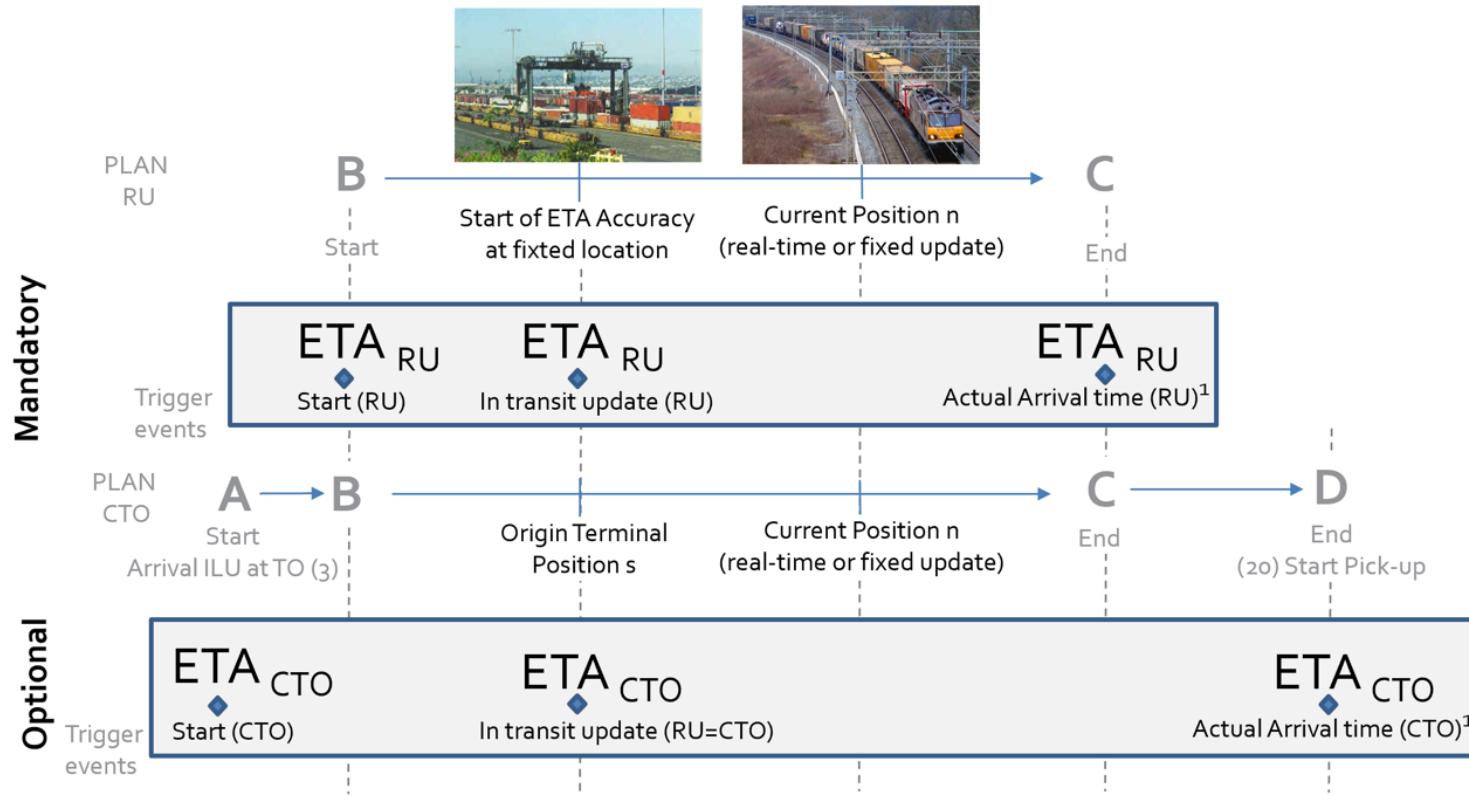 PLAN
RU
B
C
Start
Start of ETA Accuracy
at fixted location
Current Position n
(real-time or fixed update)
End
Mandatory
ETA RU
ETA RU
ETA RU
Trigger
events
Start (RU)
In transit update (RU)
Actual Arrival time (RU)¹
PLAN
CTO
A
B
C
D
Start
Arrival ILU at TO (3)
Origin Terminal
Position s
Current Position n
(real-time or fixed update)
End
End
(20) Start Pick-up
Optional
ETA CTO
ETA CTO
ETA CTO
Trigger
events
Start (CTO)
In transit update (RU=CTO)
Actual Arrival time (CTO)¹